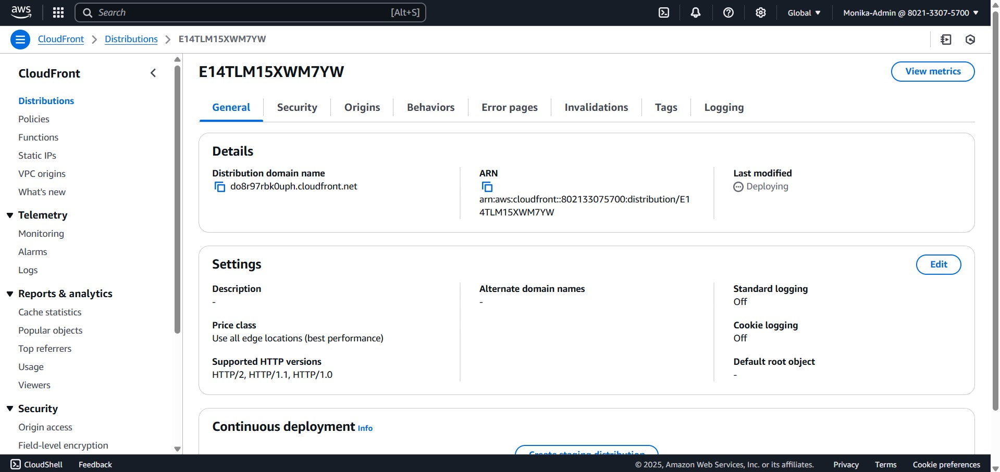 aws
Search
[Alt+S]
Global
Monika-Admin @ 8021-3307-5700
CloudFront
Distributions
E14TLM15XWM7YW
CloudFront
Distributions
Policies
Functions
Static IPs
VPC origins
What's new
Telemetry
Monitoring
Alarms
Logs
Reports & analytics
Cache statistics
Popular objects
Top referrers
Usage
Viewers
Security
Origin access
Field-level encryption
E14TLM15XWM7YW
View metrics
General
Security
Origins
Behaviors
Error pages
Invalidations
Tags
Logging
Details
Distribution domain name
do8r97rbk0uph.cloudfront.net
ARN
arn:aws:cloudfront::802133075700:distribution/E1
4TLM15XWM7YW
Last modified
Deploying
Settings
Edit
Description
-
Price class
Use all edge locations (best performance)
Supported HTTP versions
HTTP/2, HTTP/1.1, HTTP/1.0
Alternate domain names
-
Standard logging
Off
Cookie logging
Off
Default root object
-
Continuous deployment Info
Create staging distribution
CloudShell
Feedback
© 2025, Amazon Web Services, Inc. or its affiliates.
Privacy
Terms
Cookie preferences